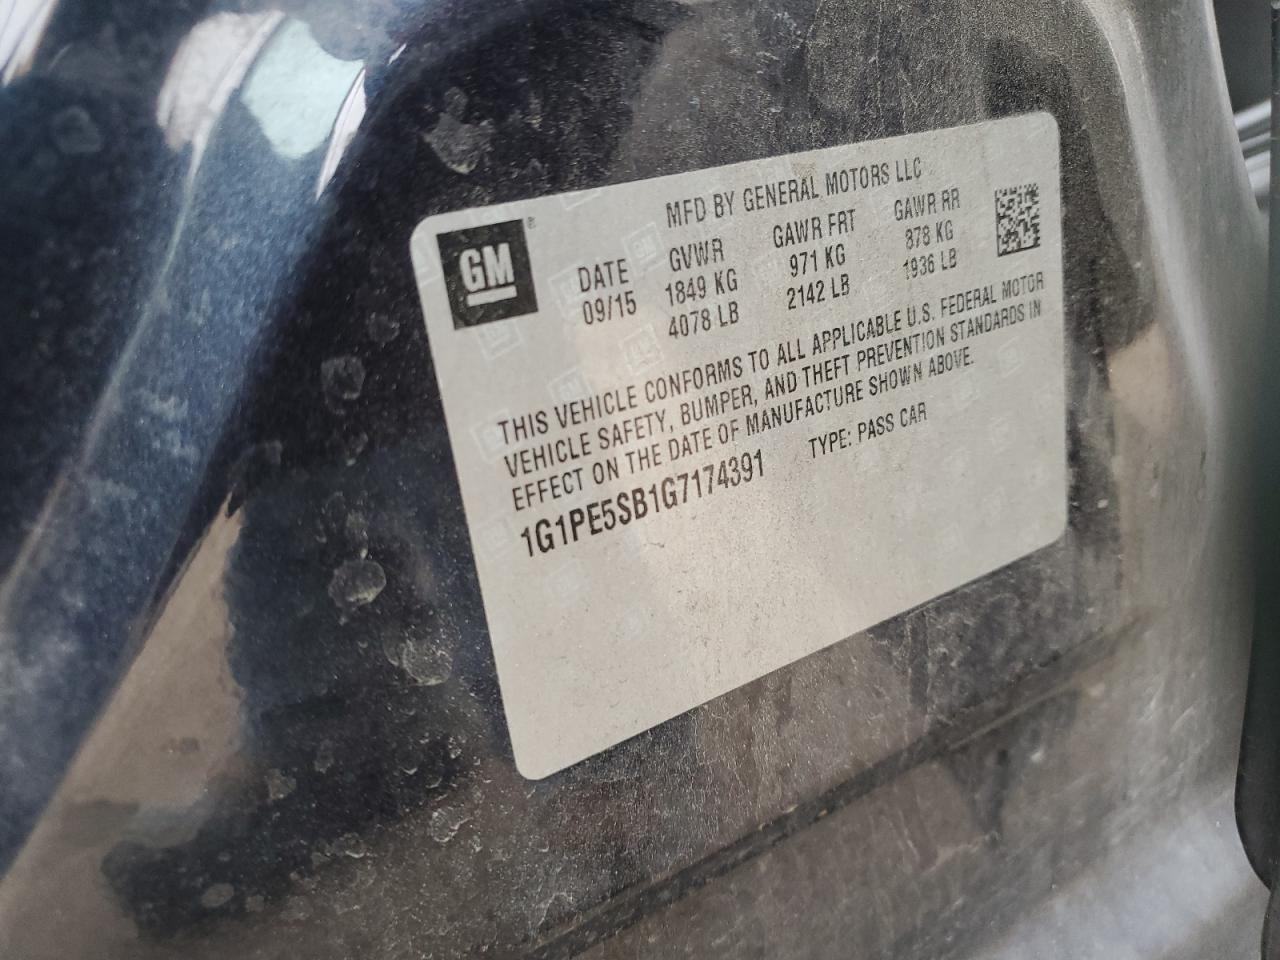 GM
MFD BY GENERAL MOTORS LLC
DATE GVWR GAWR FRT GAWR RR
09/15 1849 KG 971 KG 878 KG
4078 LB 2142 LB 1936 LB
THIS VEHICLE CONFORMS TO ALL APPLICABLE U.S. FEDERAL MOTOR
VEHICLE SAFETY, BUMPER, AND THEFT PREVENTION STANDARDS IN
EFFECT ON THE DATE OF MANUFACTURE SHOWN ABOVE.
1G1PE5SB1G7174391 TYPE: PASS CAR